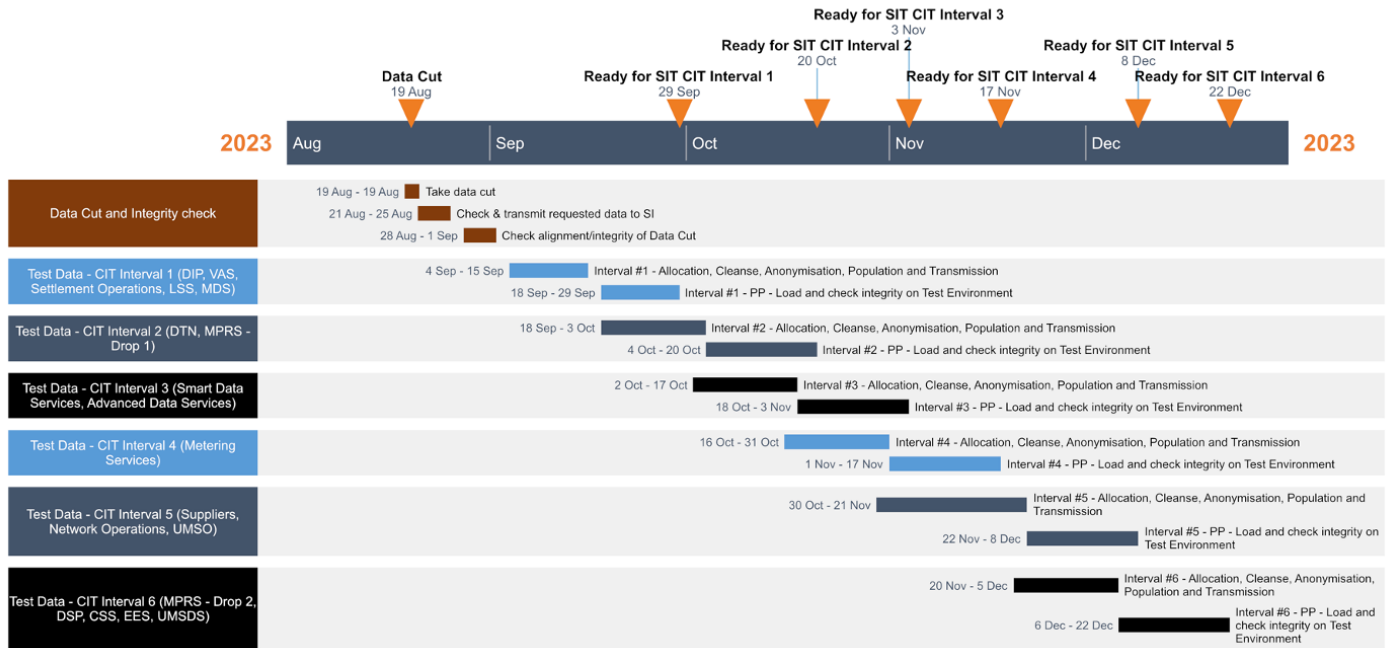 Ready for SIT CIT Interval 3
3 Nov
Ready for SIT CIT Interval 2
20 Oct
Ready for SIT CIT Interval 5
8 Dec
Data Cut
19 Aug
Ready for SIT CIT Interval 1
29 Sep
Ready for SIT CIT Interval 4
17 Nov
Ready for SIT CIT Interval 6
22 Dec
2023
Aug
Sep
Oct
Nov
Dec
2023
Data Cut and Integrity check
19 Aug - 19 Aug
Take data cut
21 Aug - 25 Aug
Check & transmit requested data to SI
28 Aug - 1 Sep
Check alignment/integrity of Data Cut
Test Data - CIT Interval 1 (DIP, VAS,
Settlement Operations, LSS, MDS)
4 Sep - 15 Sep
Interval #1 - Allocation, Cleanse, Anonymisation, Population and Transmission
18 Sep - 29 Sep
Interval #1 - PP - Load and check integrity on Test Environment
Test Data - CIT Interval 2 (DTN, MPRS -
Drop 1)
18 Sep - 3 Oct
Interval #2 - Allocation, Cleanse, Anonymisation, Population and Transmission
4 Oct - 20 Oct
Interval #2 - PP - Load and check integrity on Test Environment
Test Data - CIT Interval 3 (Smart Data
Services, Advanced Data Services)
2 Oct - 17 Oct
Interval #3 - Allocation, Cleanse, Anonymisation, Population and Transmission
18 Oct - 3 Nov
Interval #3 - PP - Load and check integrity on Test Environment
Test Data - CIT Interval 4 (Metering
Services)
16 Oct - 31 Oct
Interval #4 - Allocation, Cleanse, Anonymisation, Population and Transmission
1 Nov - 17 Nov
Interval #4 - PP - Load and check integrity on Test Environment
Test Data - CIT Interval 5 (Suppliers,
Network Operations, UMSO)
30 Oct - 21 Nov
Interval #5 - Allocation, Cleanse, Anonymisation, Population and
Transmission
22 Nov - 8 Dec
Interval #5 - PP - Load and check integrity on
Test Environment
Test Data - CIT Interval 6 (MPRS - Drop 2,
DSP, CSS, EES, UMSDS)
20 Nov - 5 Dec
Interval #6 - Allocation, Cleanse, Anonymisation,
Population and Transmission
6 Dec - 22 Dec
Interval #6 - PP - Load and
check integrity on Test
Environment